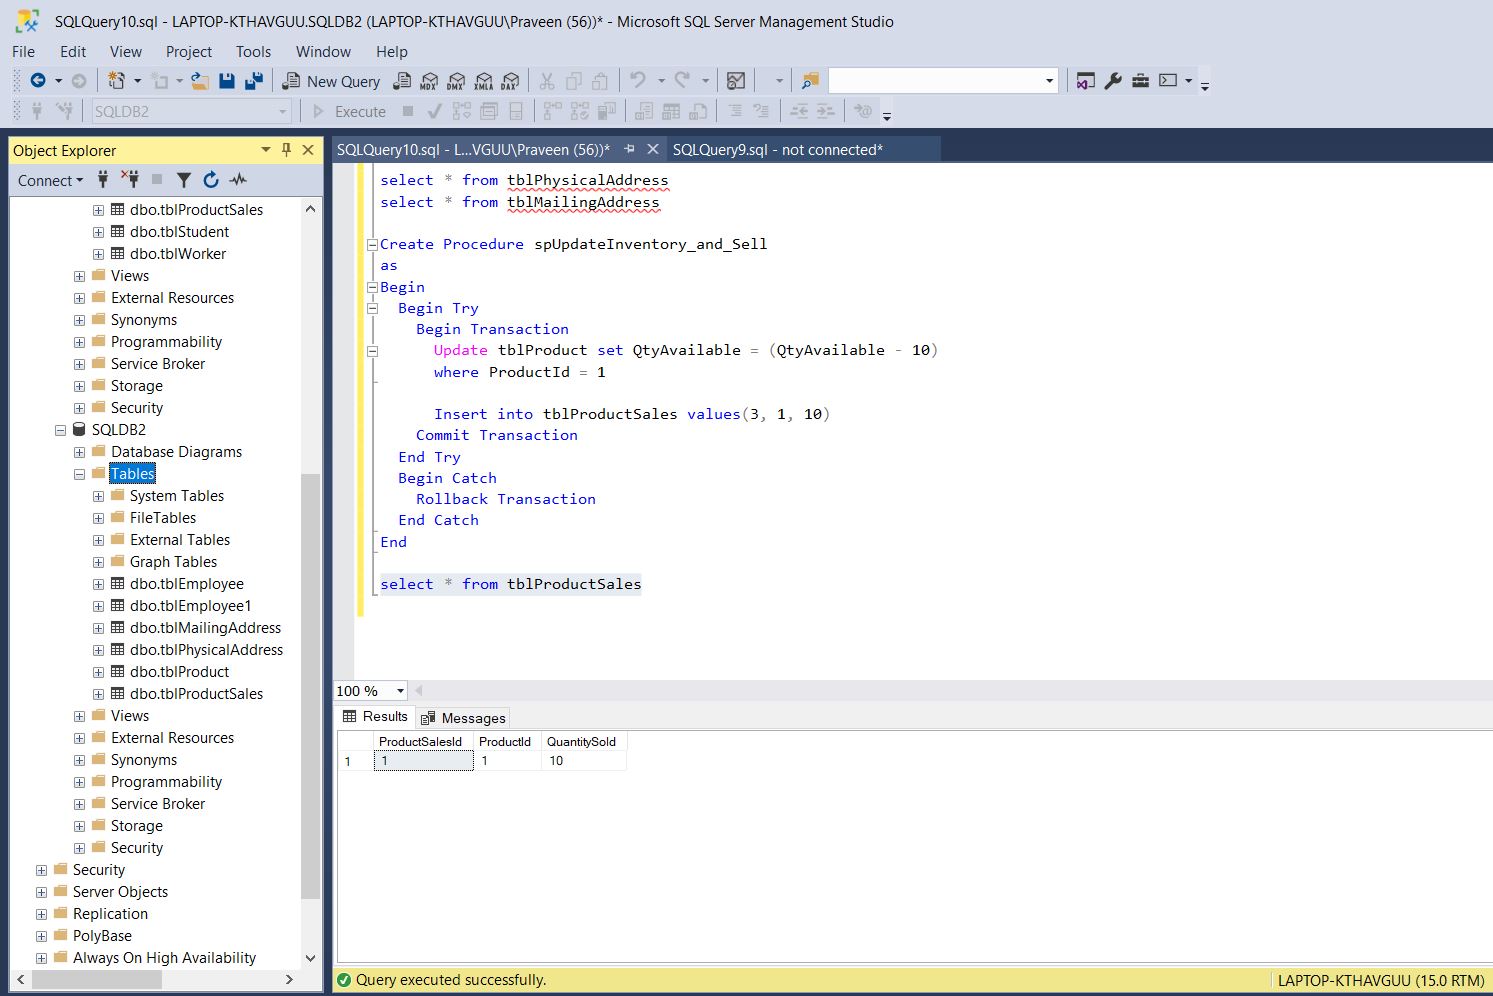 SQLQuery10.sql - LAPTOP-KTHAVGUU.SQLDB2 (LAPTOP-KTHAVGUU\Praveen (56))* - Microsoft SQL Server Management Studio
File Edit View Project Tools Window Help
New Query MDX DMX XMLA DAX
SQLDB2 Execute
Object Explorer
Connect
dbo.tblProductSales
dbo.tblStudent
dbo.tblWorker
Views
External Resources
Synonyms
Programmability
Service Broker
Storage
Security
SQLDB2
Database Diagrams
Tables
System Tables
FileTables
External Tables
Graph Tables
dbo.tblEmployee
dbo.tblEmployee1
dbo.tblMailingAddress
dbo.tblPhysicalAddress
dbo.tblProduct
dbo.tblProductSales
Views
External Resources
Synonyms
Programmability
Service Broker
Storage
Security
Security
Server Objects
Replication
PolyBase
Always On High Availability
SQLQuery10.sql - L...VGUU\Praveen (56))* SQLQuery9.sql - not connected*
select * from tblPhysicalAddress
select * from tblMailingAddress
Create Procedure spUpdateInventory_and_Sell
as
Begin
Begin Try
Begin Transaction
Update tblProduct set QtyAvailable = (QtyAvailable - 10)
where ProductId = 1
Insert into tblProductSales values(3, 1, 10)
Commit Transaction
End Try
Begin Catch
Rollback Transaction
End Catch
End
select * from tblProductSales
100 %
Results Messages
ProductSalesId ProductId QuantitySold
1 1 1 10
Query executed successfully. LAPTOP-KTHAVGUU (15.0 RTM)